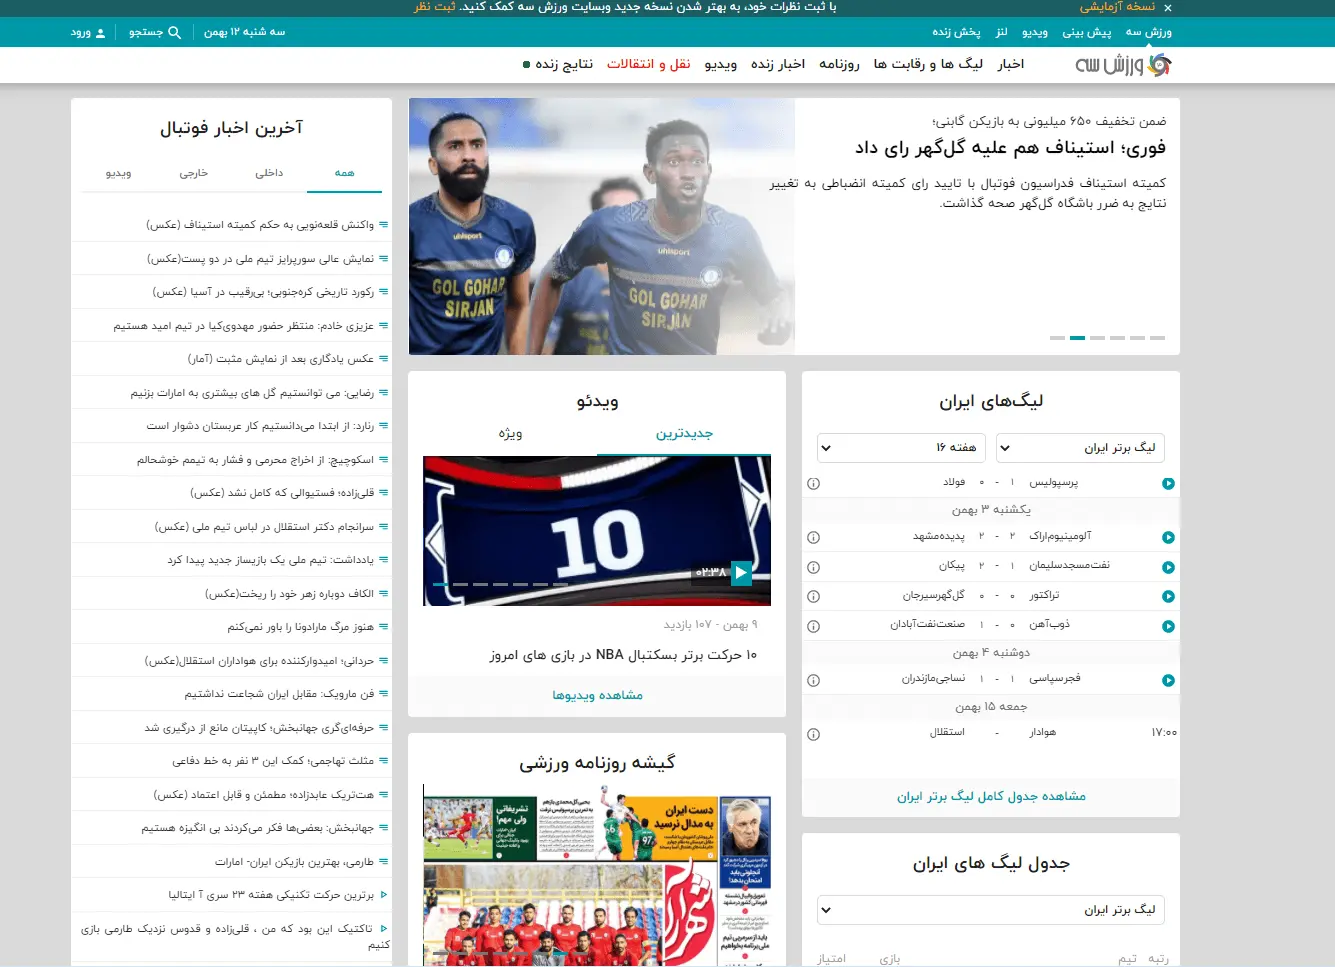 با ثبت نظرات خود، به بهتر شدن نسخه جدید وبسایت ورزش سه کمک کنید. ثبت نظر
نسخه آزمایشی ×
ورزش سه پیش بینی ویدیو لنز پخش زنده
سه شنبه ۱۲ بهمن جستجو ورود
ورزش سه
اخبار لیگ ها و رقابت ها روزنامه اخبار زنده ویدیو نقل و انتقالات نتایج زنده
ضمن تخفیف ۶۵۰ میلیونی به بازیکن گابنی؛
فوری؛ استیناف هم علیه گل‌گهر رای داد
کمیته استیناف فدراسیون فوتبال با تایید رای کمیته انضباطی به تغییر
نتایج به ضرر باشگاه گل‌گهر صحه گذاشت.
uhlsport
GOL GOHAR
SIRJAN
uhlsport
GOL GOHAR
SIRJAN
لیگ‌های ایران
لیگ برتر ایران هفته ۱۶
پرسپولیس ۱ - ۰ فولاد
یکشنبه ۳ بهمن
آلومینیوم‌اراک ۲ - ۲ پدیده‌مشهد
نفت‌مسجدسلیمان ۱ - ۲ پیکان
تراکتور ۰ - ۰ گل‌گهرسیرجان
ذوب‌آهن ۰ - ۱ صنعت‌نفت‌آبادان
دوشنبه ۴ بهمن
فجرسپاسی ۱ - ۱ نساجی‌مازندران
جمعه ۱۵ بهمن
۱۷:۰۰ هوادار - استقلال
مشاهده جدول کامل لیگ برتر ایران
جدول لیگ های ایران
لیگ برتر ایران
رتبه تیم بازی امتیاز
ویدئو
جدیدترین ویژه
10
۰۲:۳۸
۹ بهمن - ۱۰۷ بازدید
۱۰ حرکت برتر بسکتبال NBA در بازی های امروز
مشاهده ویدیوها
گیشه روزنامه ورزشی
دست ایران
به مدال نرسید
تشریفاتی
ولی مهم!
آخرین اخبار فوتبال
همه داخلی خارجی ویدیو
واکنش قلعه‌نویی به حکم کمیته استیناف (عکس)
نمایش عالی سورپرایز تیم ملی در دو پست(عکس)
رکورد تاریخی کره‌جنوبی؛ بی‌رقیب در آسیا (عکس)
عزیزی خادم: منتظر حضور مهدوی‌کیا در تیم امید هستیم
عکس یادگاری بعد از نمایش مثبت (آمار)
رضایی: می توانستیم گل های بیشتری به امارات بزنیم
رنارد: از ابتدا می‌دانستیم کار عربستان دشوار است
اسکوچیچ: از اخراج محرمی و فشار به تیمم خوشحالم
قلی‌زاده؛ فستیوالی که کامل نشد (عکس)
سرانجام دکتر استقلال در لباس تیم ملی (عکس)
یادداشت: تیم ملی یک بازیساز جدید پیدا کرد
الکاف دوباره زهر خود را ریخت(عکس)
هنوز مرگ مارادونا را باور نمی‌کنم
حردانی؛ امیدوارکننده برای هواداران استقلال(عکس)
فن مارویک: مقابل ایران شجاعت نداشتیم
حرفه‌ای‌گری جهانبخش؛ کاپیتان مانع از درگیری شد
مثلث تهاجمی؛ کمک این ۳ نفر به خط دفاعی
هت‌تریک عابدزاده؛ مطمئن و قابل اعتماد (عکس)
جهانبخش: بعضی‌ها فکر می‌کردند بی انگیزه هستیم
طارمی، بهترین بازیکن ایران- امارات
برترین حرکت تکنیکی هفته ۲۳ سری آ ایتالیا
تاکتیک این بود که من ، قلی‌زاده و قدوس نزدیک طارمی بازی
کنیم